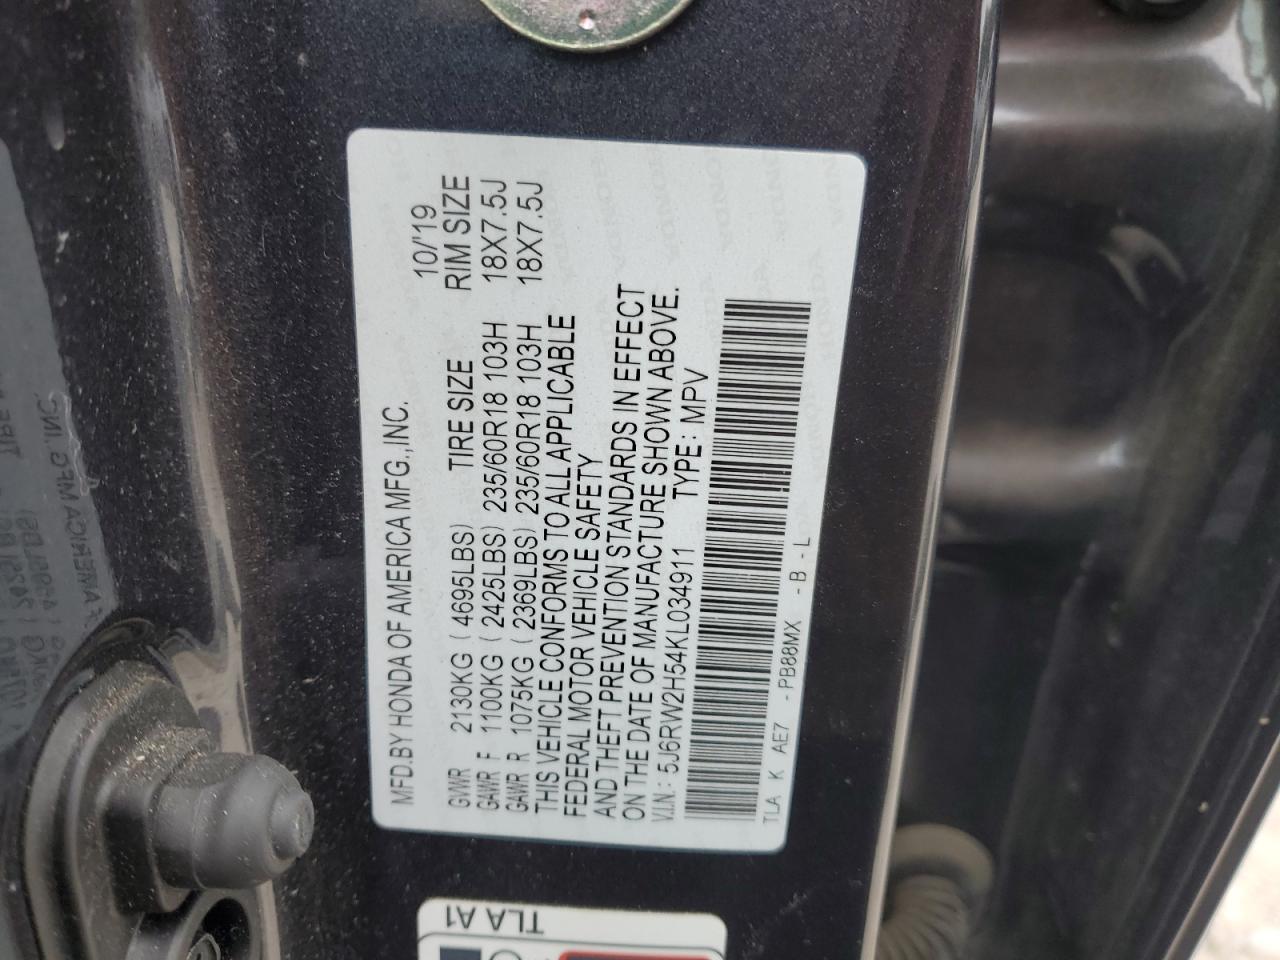 MFD.BY HONDA OF AMERICA MFG.,INC. 10/'19
GVWR 2130KG ( 4695LBS) TIRE SIZE RIM SIZE
GAWR F 1100KG ( 2425LBS) 235/60R18 103H 18X7.5J
GAWR R 1075KG ( 2369LBS) 235/60R18 103H 18X7.5J
THIS VEHICLE CONFORMS TO ALL APPLICABLE
FEDERAL MOTOR VEHICLE SAFETY
AND THEFT PREVENTION STANDARDS IN EFFECT
ON THE DATE OF MANUFACTURE SHOWN ABOVE.
V.I.N.: 5J6RW2H54KL034911 TYPE : MPV
TLA K AE7 - PB88MX - B - L
TLA A1